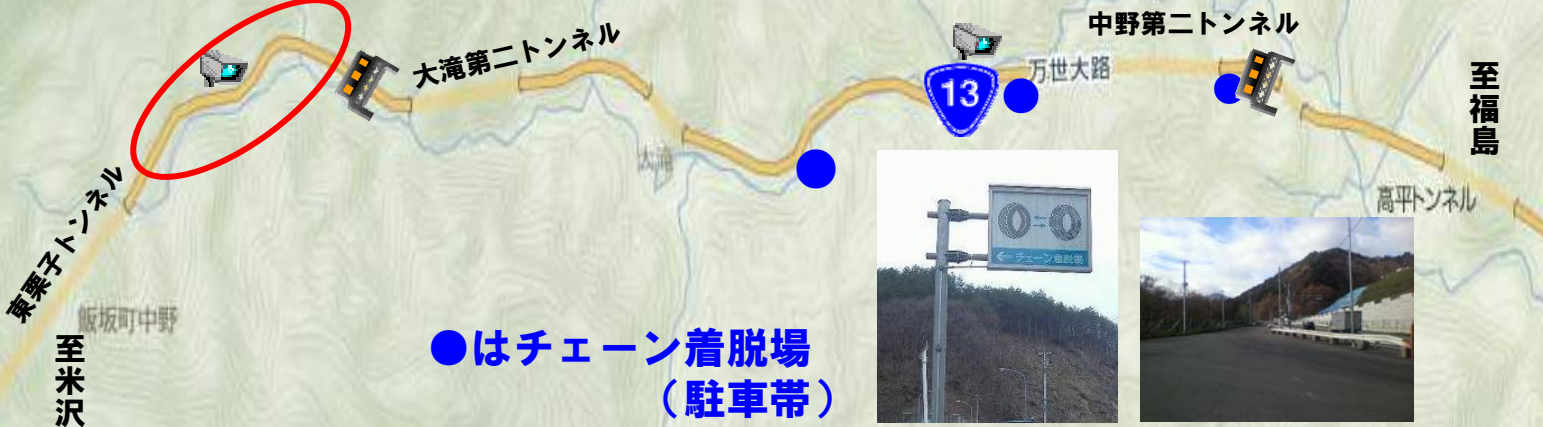 中野第二トンネル
大滝第二トンネル
万世大路
13
至福島
大滝
高平トンネル
東栗子トンネル
飯坂町中野
←チェーン着脱場
至米沢
●はチェーン着脱場
（駐車帯）